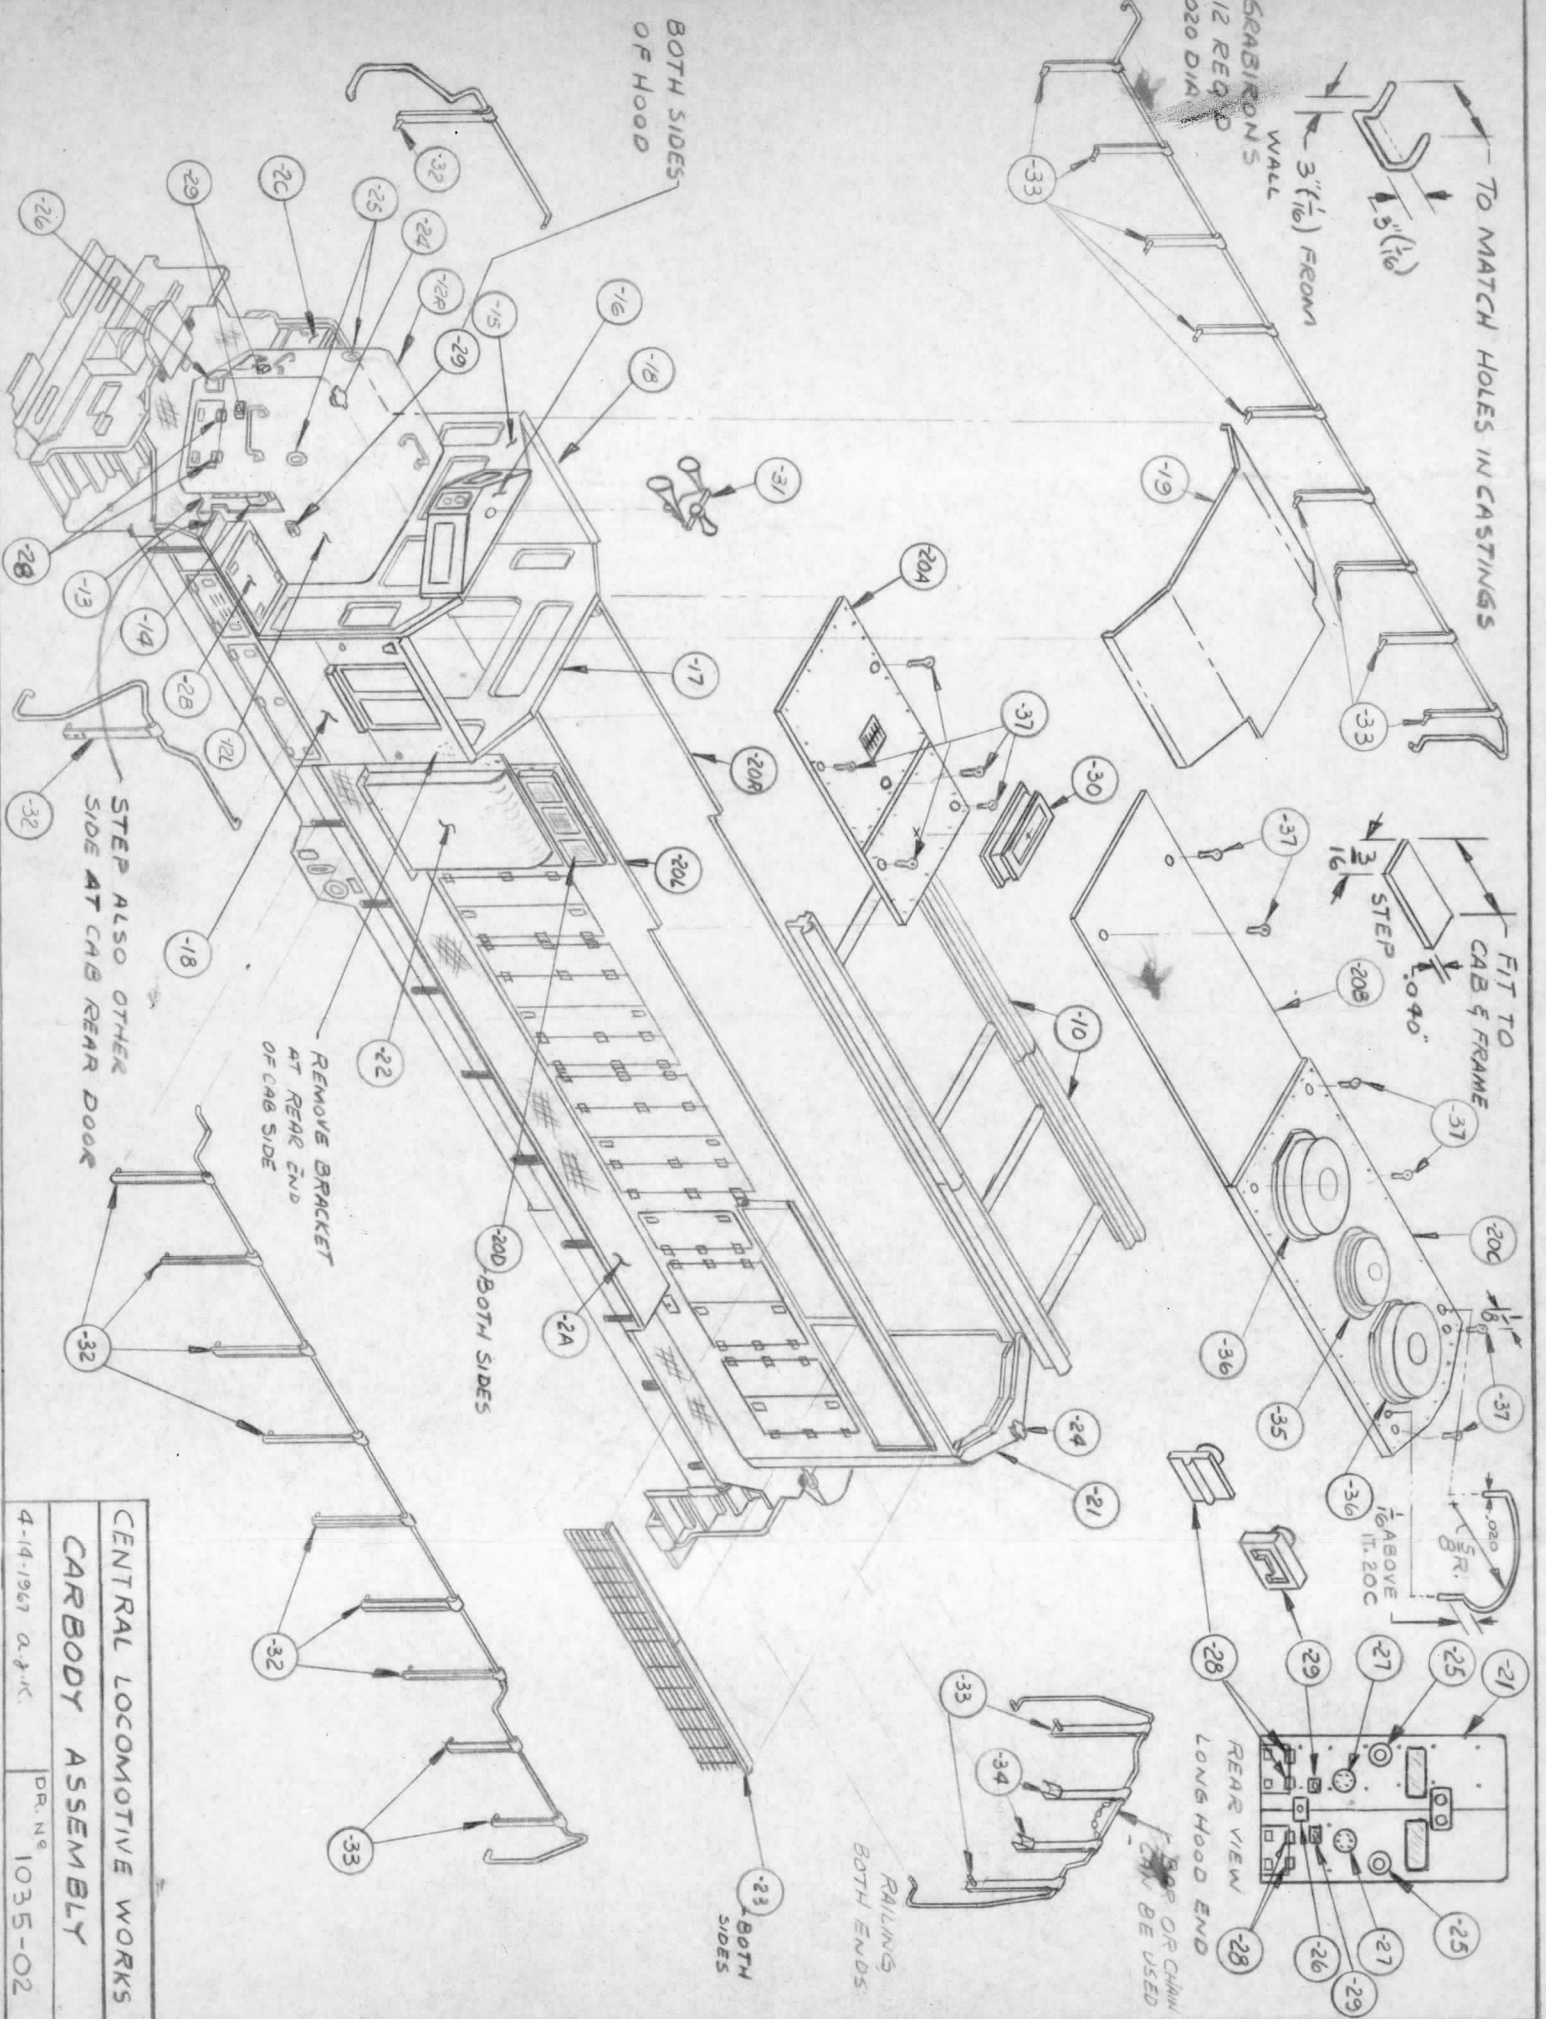 GRABIRONS
12 REQ'D
.020 DIA.
TO MATCH HOLES IN CASTINGS
3"(1/16)
3"(1/16) FROM
WALL
-33
-33
-19
FIT TO
CAB & FRAME
3/16
STEP
.040"
-37
-20B
-37
-20C
1/8
-37
-36
-35
-36
.020
5/8 R.
1/16 ABOVE
IT. 20C
-21
-25
-27
-29
-28
-25
-27
-29
-26
-28
REAR VIEW
LONG HOOD END
BOTH SIDES
OF HOOD
-32
-26
-29
-2C
-25
-24
-12R
-29
-15
-16
-18
-31
-20A
-37
-30
-10
-17
-20R
-20L
-28
-13
-14
-2B
-12L
-18
-32
STEP ALSO OTHER
SIDE AT CAB REAR DOOR
-22
REMOVE BRACKET
AT REAR END
OF CAB SIDE
-20D
BOTH SIDES
-2A
-24
-21
-32
-32
-33
-23
BOTH
SIDES
-33
-34
BAR OR CHAIN
CAN BE USED
RAILING
BOTH ENDS
CENTRAL LOCOMOTIVE WORKS
CARBODY ASSEMBLY
4-14-1967 a.j.K.
DR. Nº 1035-02